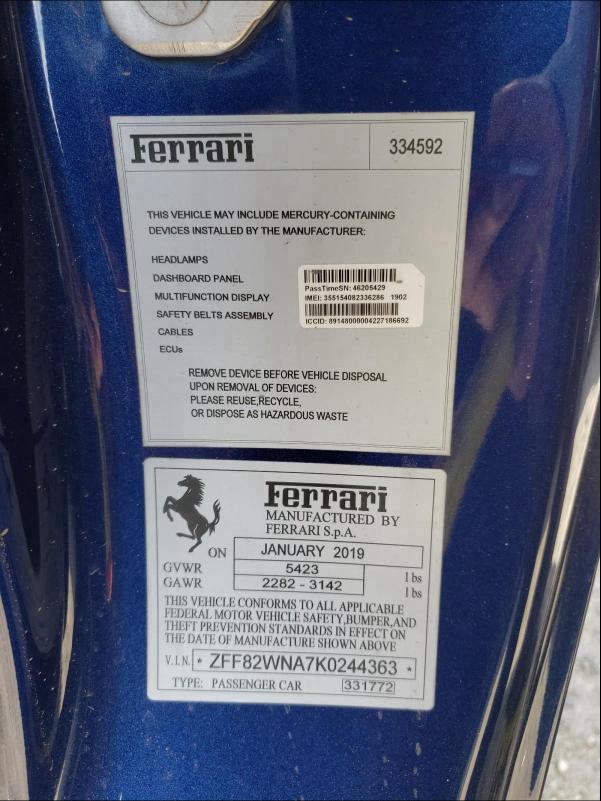 Ferrari
334592
THIS VEHICLE MAY INCLUDE MERCURY-CONTAINING
DEVICES INSTALLED BY THE MANUFACTURER:
HEADLAMPS
DASHBOARD PANEL
MULTIFUNCTION DISPLAY
SAFETY BELTS ASSEMBLY
CABLES
ECUs
PassTimeSN: 46205429
IMEI: 355154082336286 1902
ICCID: 89148000004227186692
REMOVE DEVICE BEFORE VEHICLE DISPOSAL
UPON REMOVAL OF DEVICES:
PLEASE REUSE,RECYCLE,
OR DISPOSE AS HAZARDOUS WASTE
Ferrari
MANUFACTURED BY
FERRARI S.p.A.
ON JANUARY 2019
GVWR 5423 lbs
GAWR 2282 - 3142 lbs
THIS VEHICLE CONFORMS TO ALL APPLICABLE
FEDERAL MOTOR VEHICLE SAFETY,BUMPER,AND
THEFT PREVENTION STANDARDS IN EFFECT ON
THE DATE OF MANUFACTURE SHOWN ABOVE
V.I.N. * ZFF82WNA7K0244363 *
TYPE: PASSENGER CAR 331772